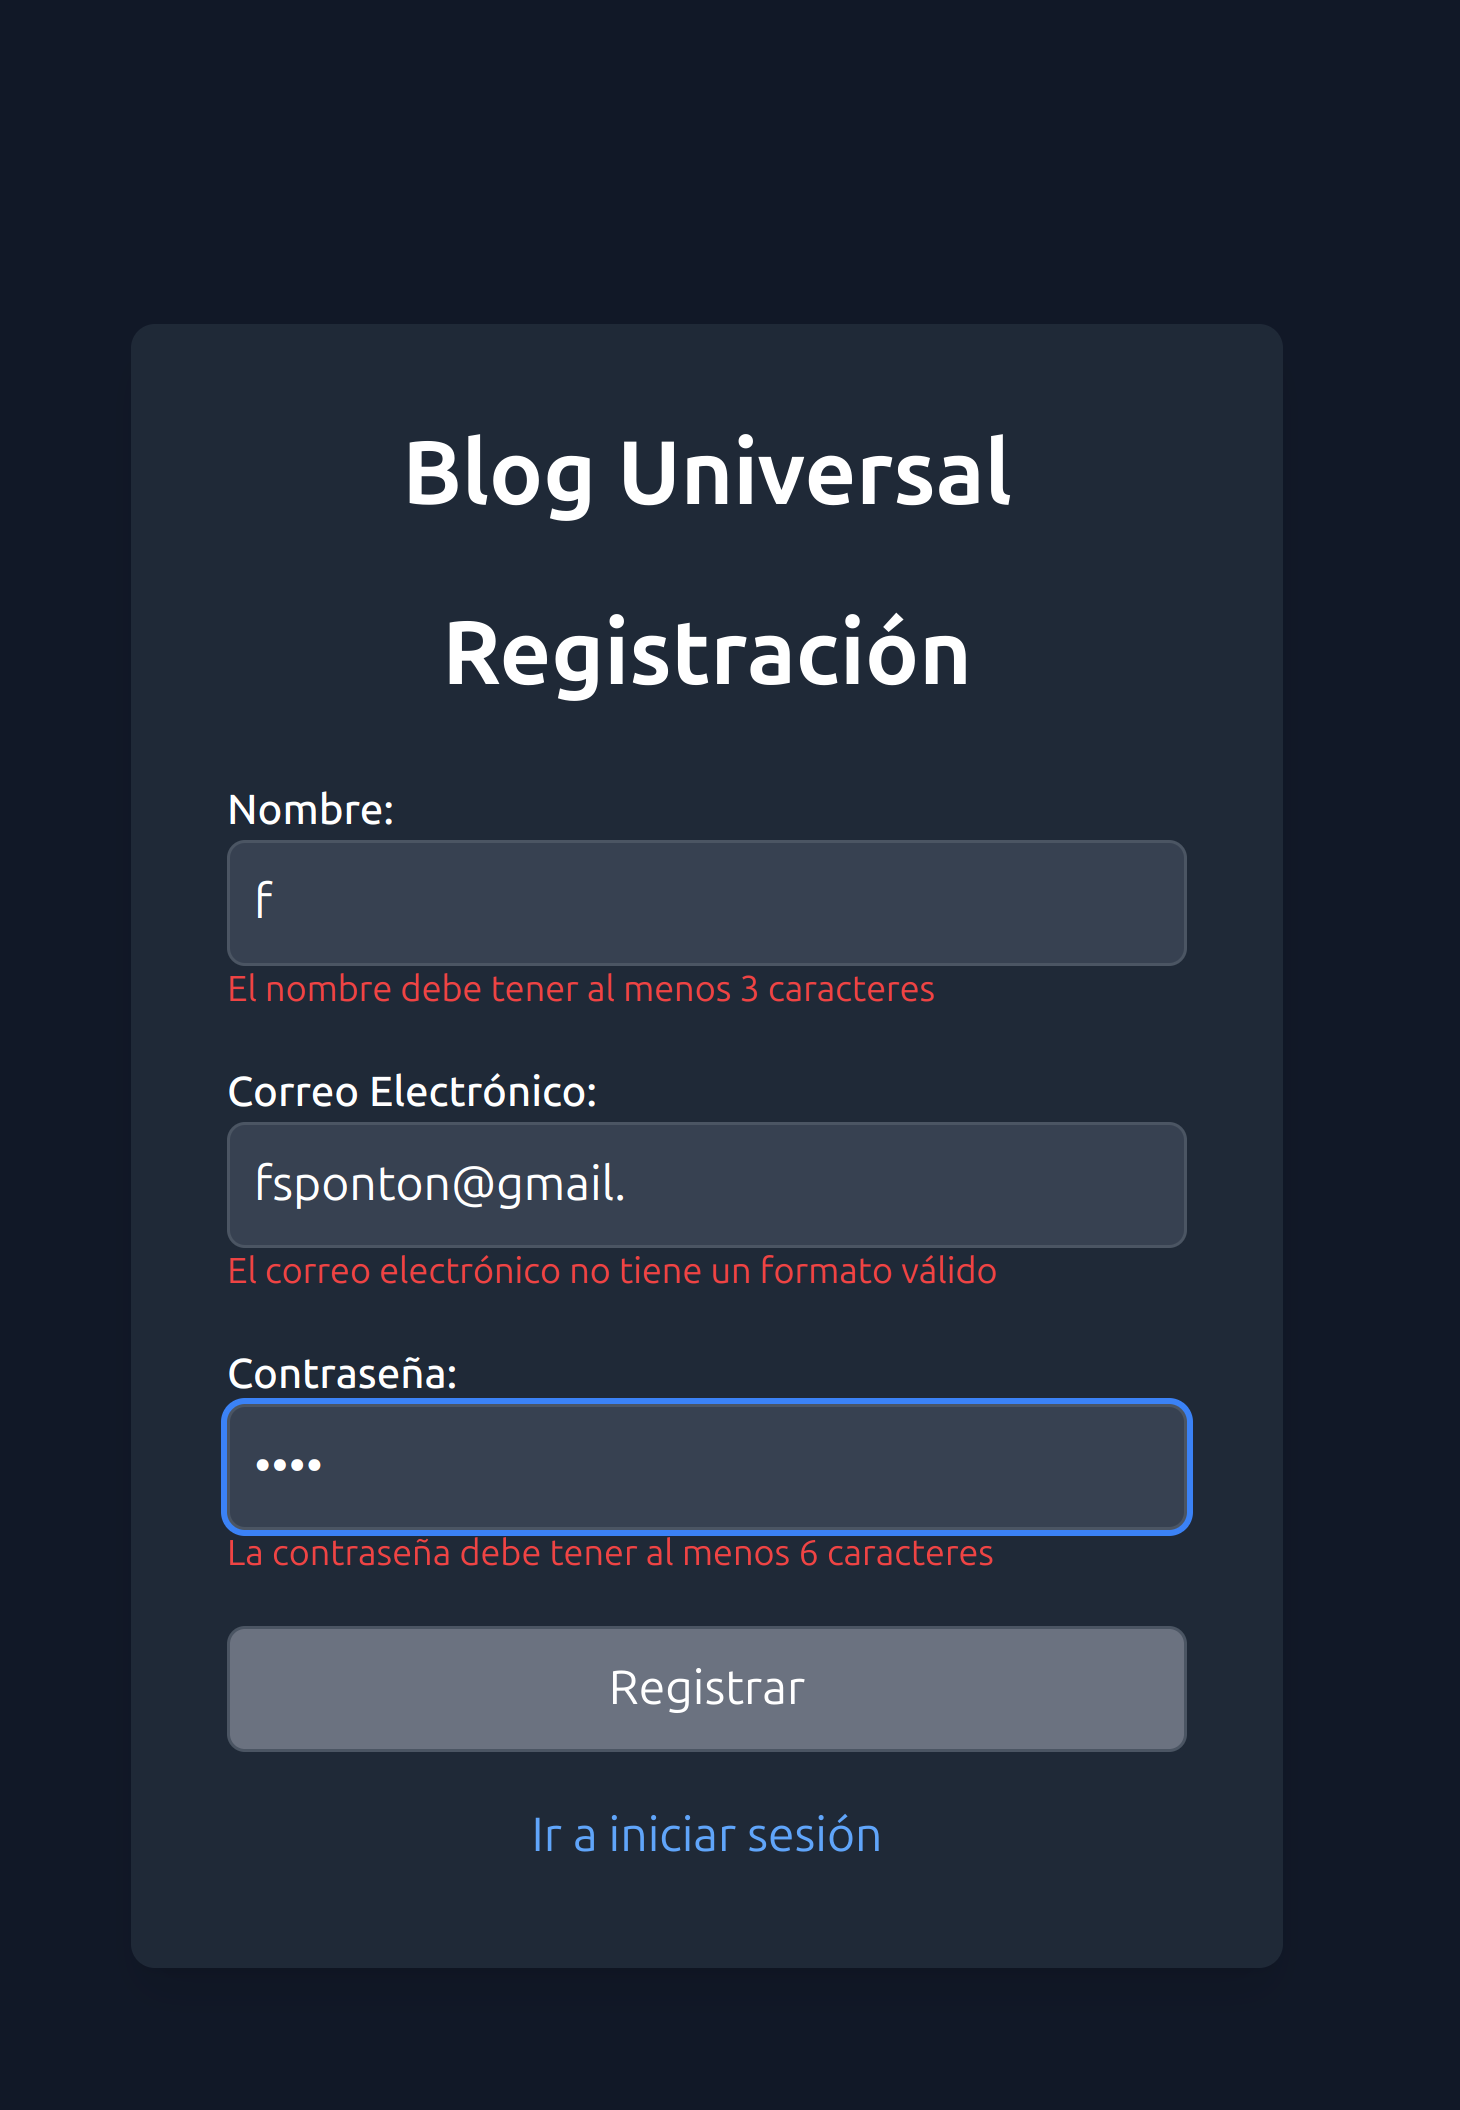 Blog Universal
Registración
Nombre:
f
El nombre debe tener al menos 3 caracteres
Correo Electrónico:
fsponton@gmail.
El correo electrónico no tiene un formato válido
Contraseña:
••••
La contraseña debe tener al menos 6 caracteres
Registrar
Ir a iniciar sesión